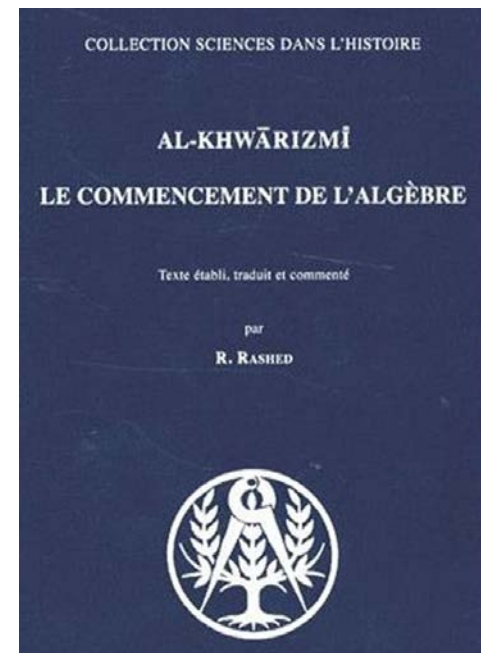 COLLECTION SCIENCES DANS L'HISTOIRE
AL-KHWĀRIZMĪ
LE COMMENCEMENT DE L'ALGÈBRE
Texte établi, traduit et commenté
par
R. RASHED